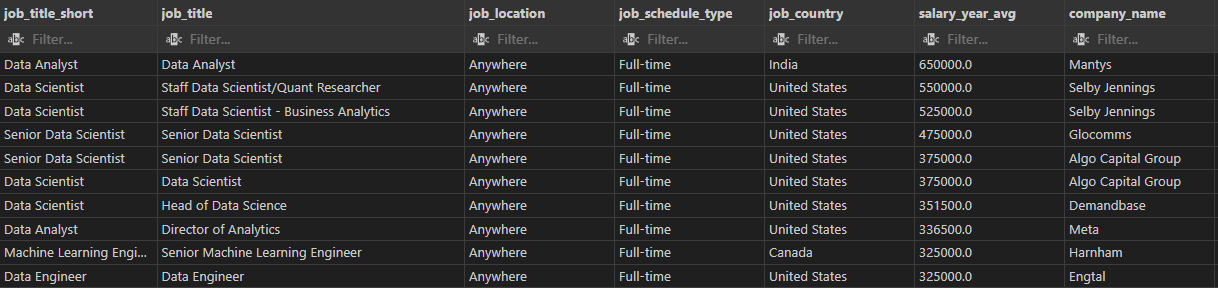 job_title_short job_title job_location job_schedule_type job_country salary_year_avg company_name
abc Filter... abc Filter... abc Filter... abc Filter... abc Filter... abc Filter... abc Filter...
Data Analyst Data Analyst Anywhere Full-time India 650000.0 Mantys
Data Scientist Staff Data Scientist/Quant Researcher Anywhere Full-time United States 550000.0 Selby Jennings
Data Scientist Staff Data Scientist - Business Analytics Anywhere Full-time United States 525000.0 Selby Jennings
Senior Data Scientist Senior Data Scientist Anywhere Full-time United States 475000.0 Glocomms
Senior Data Scientist Senior Data Scientist Anywhere Full-time United States 375000.0 Algo Capital Group
Data Scientist Data Scientist Anywhere Full-time United States 375000.0 Algo Capital Group
Data Scientist Head of Data Science Anywhere Full-time United States 351500.0 Demandbase
Data Analyst Director of Analytics Anywhere Full-time United States 336500.0 Meta
Machine Learning Engi... Senior Machine Learning Engineer Anywhere Full-time Canada 325000.0 Harnham
Data Engineer Data Engineer Anywhere Full-time United States 325000.0 Engtal